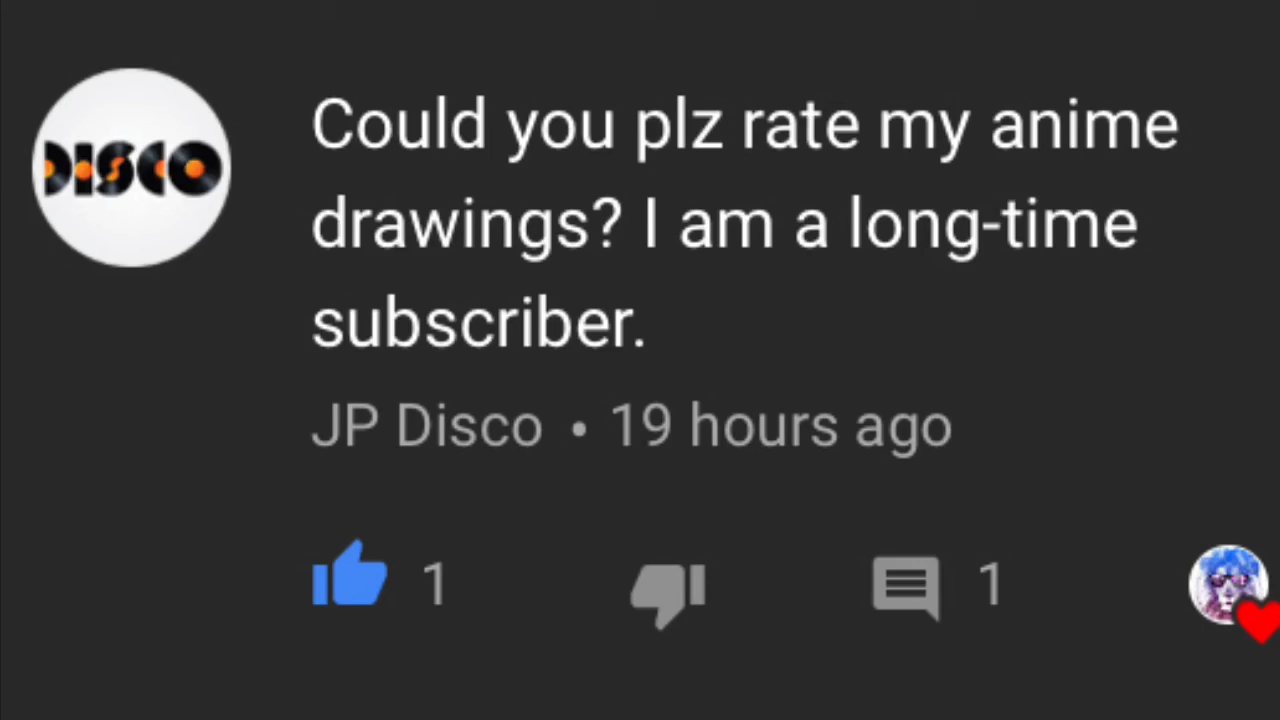 DISCO
Could you plz rate my anime
drawings? I am a long-time
subscriber.
JP Disco • 19 hours ago
1 1